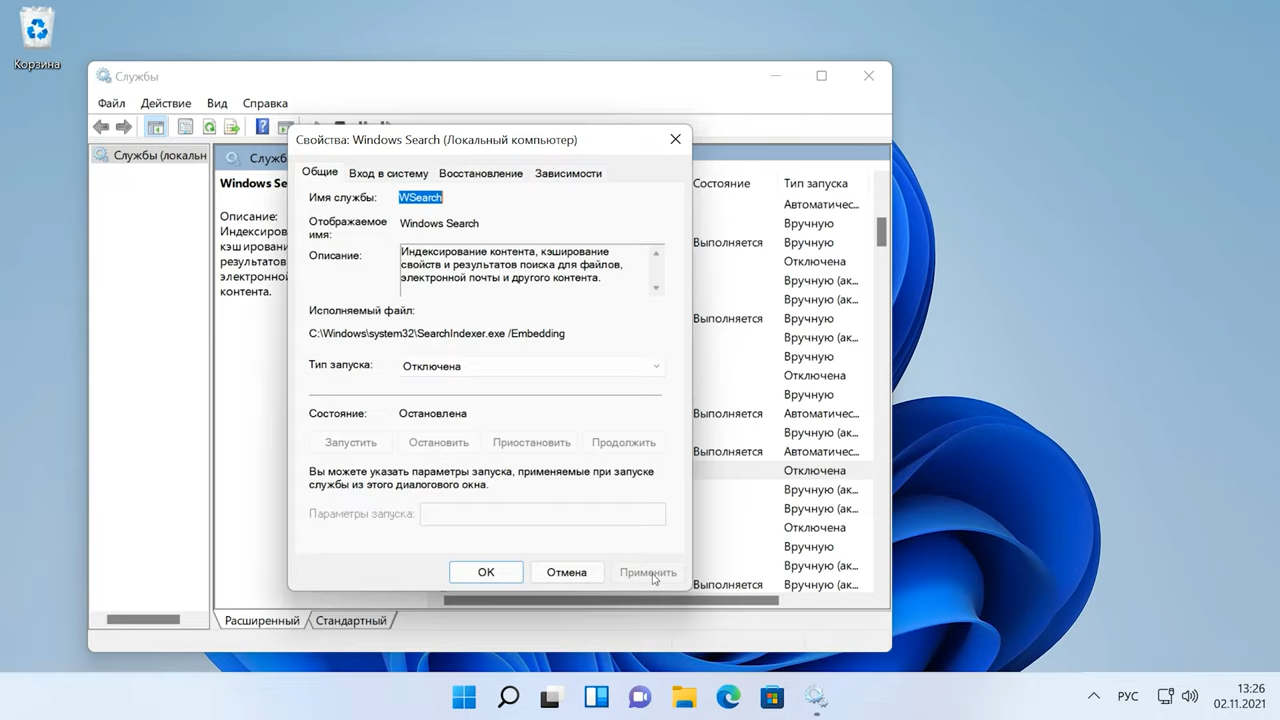 Корзина
Службы
Файл Действие Вид Справка
Службы (локальн
Служб
Windows Se
Описание:
Индексиров
кэширование
результатов
электронной
контента.
Свойства: Windows Search (Локальный компьютер)
Общие Вход в систему Восстановление Зависимости
Имя службы: WSearch
Отображаемое
имя:
Windows Search
Описание:
Индексирование контента, кэширование
свойств и результатов поиска для файлов,
электронной почты и другого контента.
Исполняемый файл:
C:\Windows\system32\SearchIndexer.exe /Embedding
Тип запуска: Отключена
Состояние: Остановлена
Запустить Остановить Приостановить Продолжить
Вы можете указать параметры запуска, применяемые при запуске
службы из этого диалогового окна.
Параметры запуска:
OK Отмена Применить
Состояние Тип запуска
Автоматичес...
Вручную
Выполняется Вручную
Отключена
Вручную (ак...
Вручную (ак...
Выполняется Вручную
Вручную (ак...
Вручную
Отключена
Вручную
Выполняется Автоматичес...
Вручную (ак...
Выполняется Автоматичес...
Отключена
Вручную (ак...
Вручную (ак...
Отключена
Вручную
Вручную (ак...
Выполняется Вручную (ак...
Расширенный Стандартный
РУС
13:26
02.11.2021